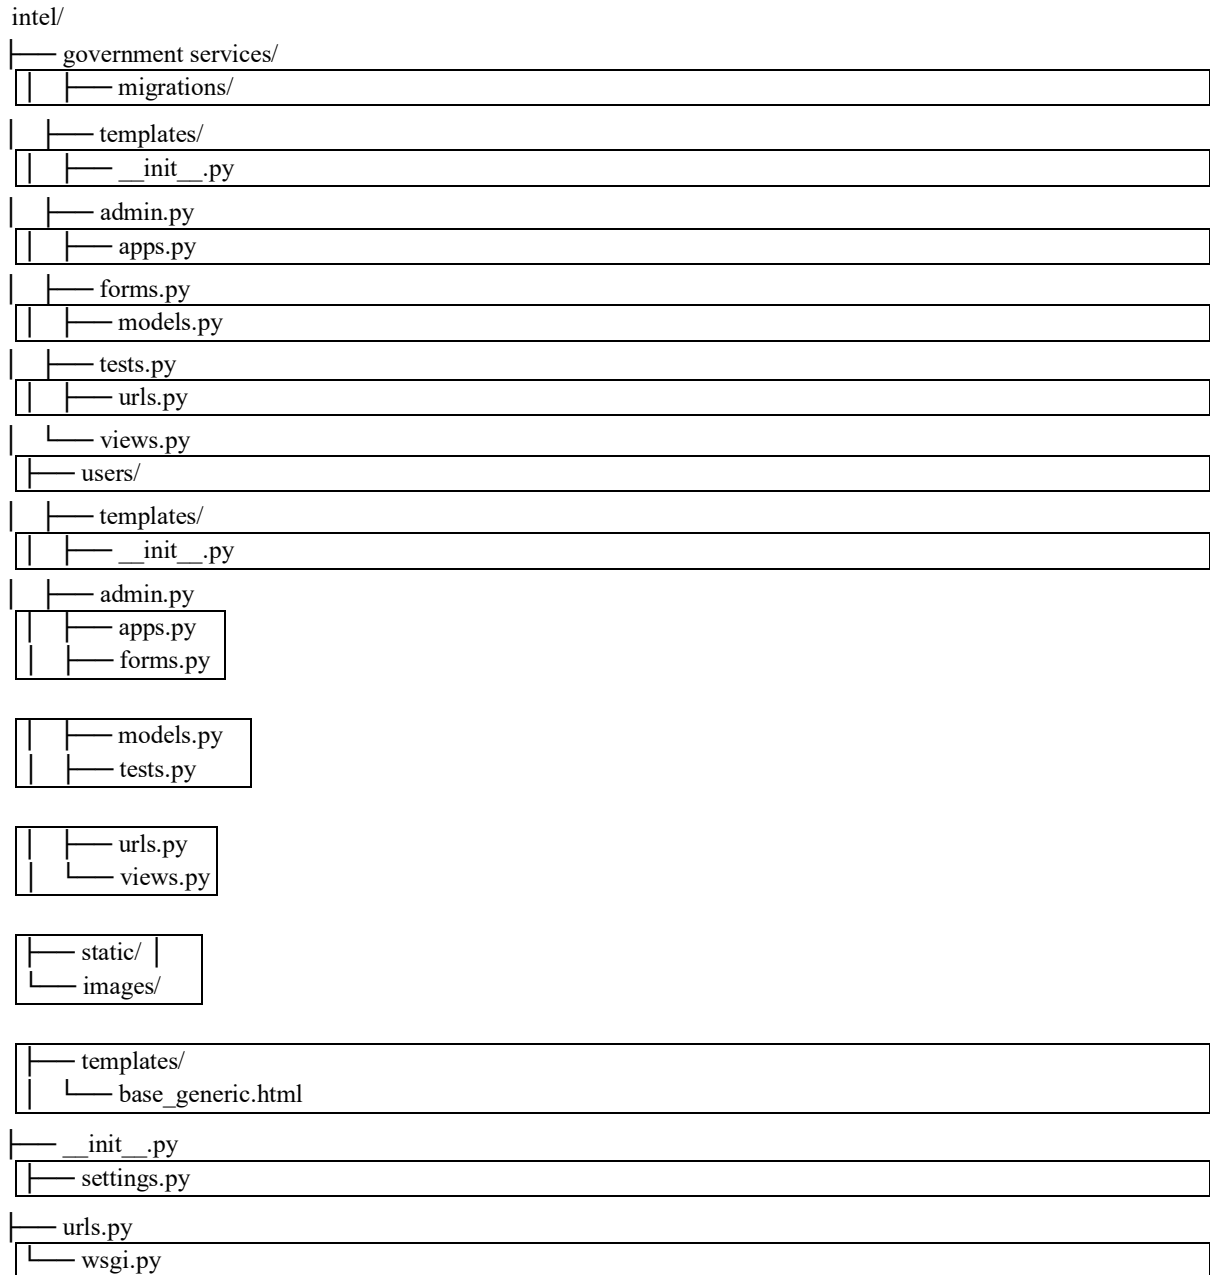 intel/
├── government services/
│ ├── migrations/
│ ├── templates/
│ ├── __init__.py
│ ├── admin.py
│ ├── apps.py
│ ├── forms.py
│ ├── models.py
│ ├── tests.py
│ ├── urls.py
│ └── views.py
├── users/
│ ├── templates/
│ ├── __init__.py
│ ├── admin.py
│ ├── apps.py
│ ├── forms.py
│ ├── models.py
│ ├── tests.py
│ ├── urls.py
│ └── views.py
├── static/ │
└── images/
├── templates/
│ └── base_generic.html
├── __init__.py
├── settings.py
├── urls.py
└── wsgi.py